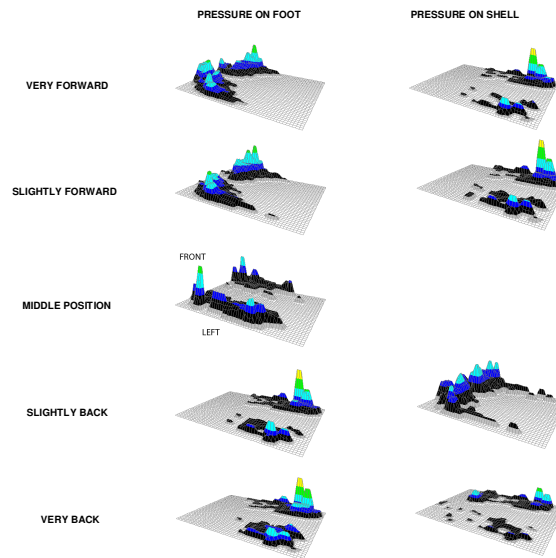 PRESSURE ON FOOT
PRESSURE ON SHELL
VERY FORWARD
SLIGHTLY FORWARD
FRONT
MIDDLE POSITION
LEFT
SLIGHTLY BACK
VERY BACK